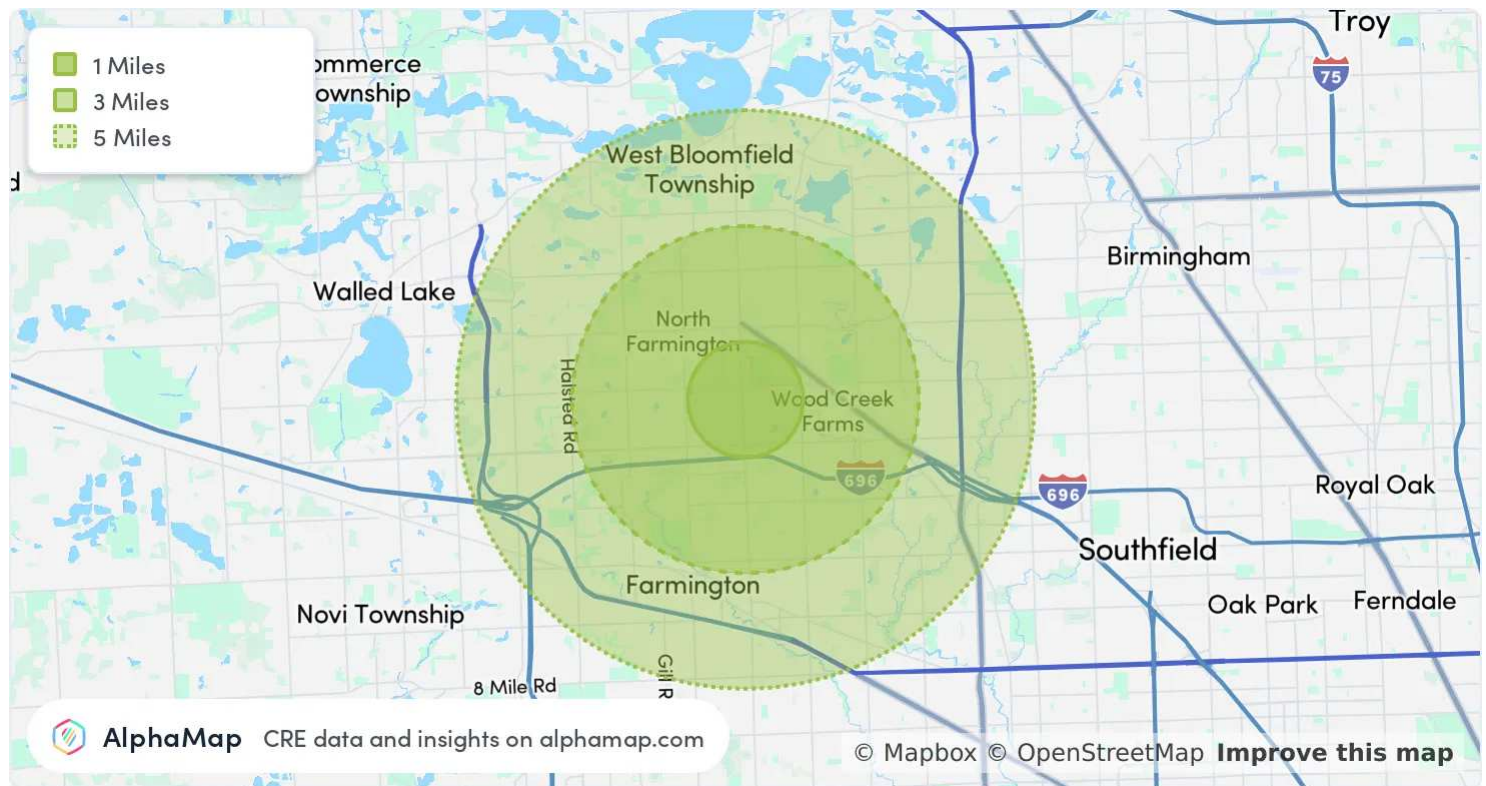 1 Miles
3 Miles
5 Miles
ommerce
ownship
Troy
75
West Bloomfield
Township
d
Birmingham
Walled Lake
North
Farmington
Halsted Rd
Wood Creek
Farms
696
696
Royal Oak
Southfield
Farmington
Novi Township
Oak Park
Ferndale
8 Mile Rd
Gill R
AlphaMap
CRE data and insights on alphamap.com
© Mapbox © OpenStreetMap Improve this map